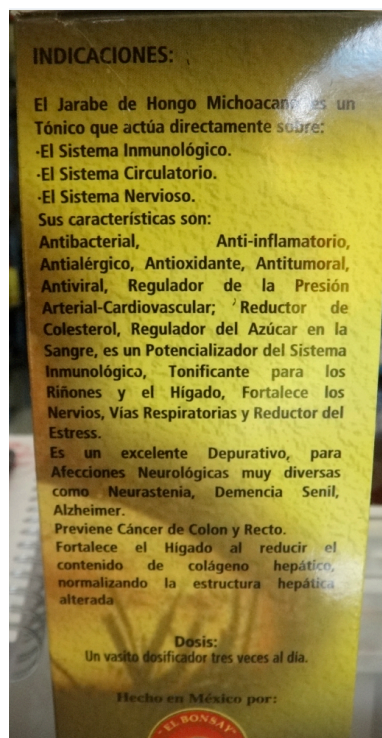 INDICACIONES:
El Jarabe de Hongo Michoacano es un
Tónico que actúa directamente sobre:
·El Sistema Inmunológico.
·El Sistema Circulatorio.
·El Sistema Nervioso.
Sus características son:
Antibacterial, Anti-inflamatorio,
Antialérgico, Antioxidante, Antitumoral,
Antiviral, Regulador de la Presión
Arterial-Cardiovascular; Reductor de
Colesterol, Regulador del Azúcar en la
Sangre, es un Potencializador del Sistema
Inmunológico, Tonificante para los
Riñones y el Hígado, Fortalece los
Nervios, Vías Respiratorias y Reductor del
Estress.
Es un excelente Depurativo, para
Afecciones Neurológicas muy diversas
como Neurastenia, Demencia Senil,
Alzheimer.
Previene Cáncer de Colon y Recto.
Fortalece el Hígado al reducir el
contenido de colágeno hepático,
normalizando la estructura hepática
alterada
Dosis:
Un vasito dosificador tres veces al día.
Hecho en México por:
"EL BONSAY"